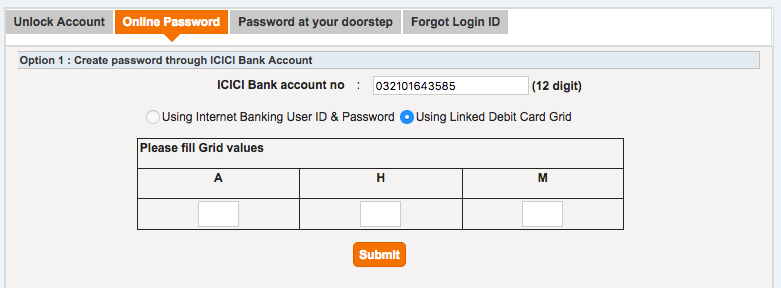 Unlock Account Online Password Password at your doorstep Forgot Login ID
Option 1 : Create password through ICICI Bank Account
ICICI Bank account no : 032101643585 (12 digit)
Using Internet Banking User ID & Password Using Linked Debit Card Grid
Please fill Grid values
A H M
Submit